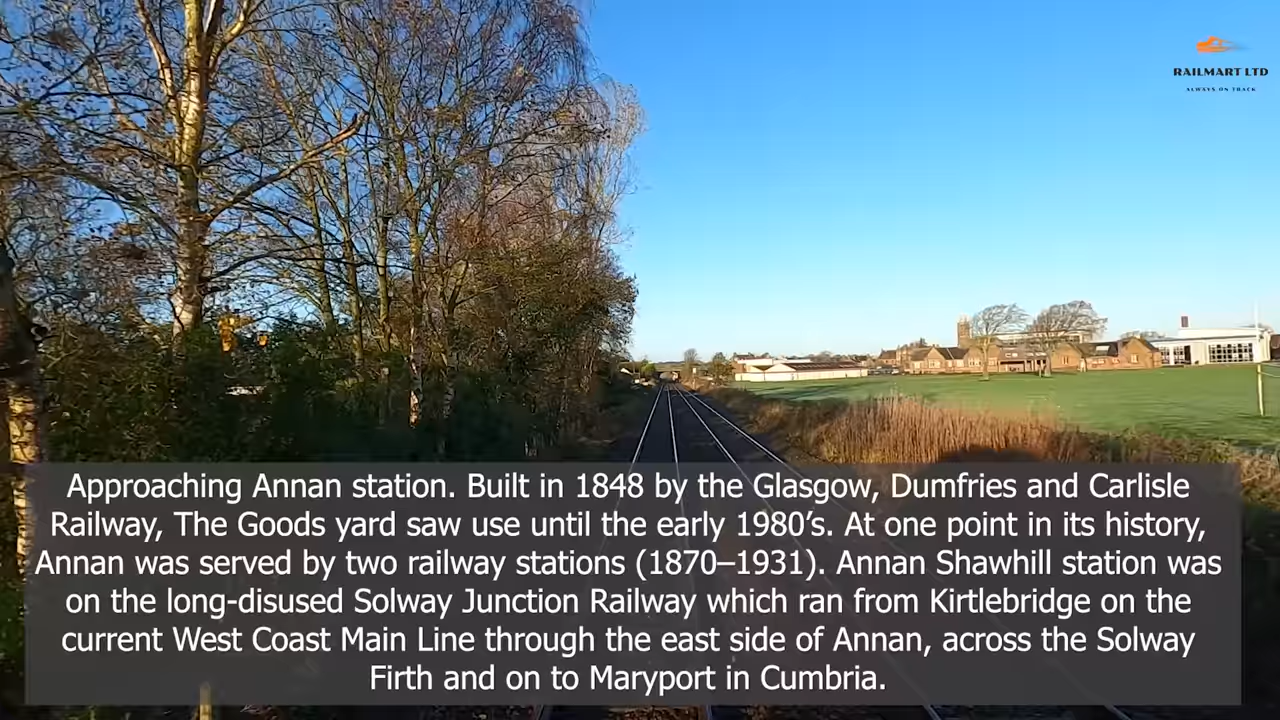 RAILMART LTD
ALWAYS ON TRACK
Approaching Annan station. Built in 1848 by the Glasgow, Dumfries and Carlisle
Railway, The Goods yard saw use until the early 1980’s. At one point in its history,
Annan was served by two railway stations (1870–1931). Annan Shawhill station was
on the long-disused Solway Junction Railway which ran from Kirtlebridge on the
current West Coast Main Line through the east side of Annan, across the Solway
Firth and on to Maryport in Cumbria.